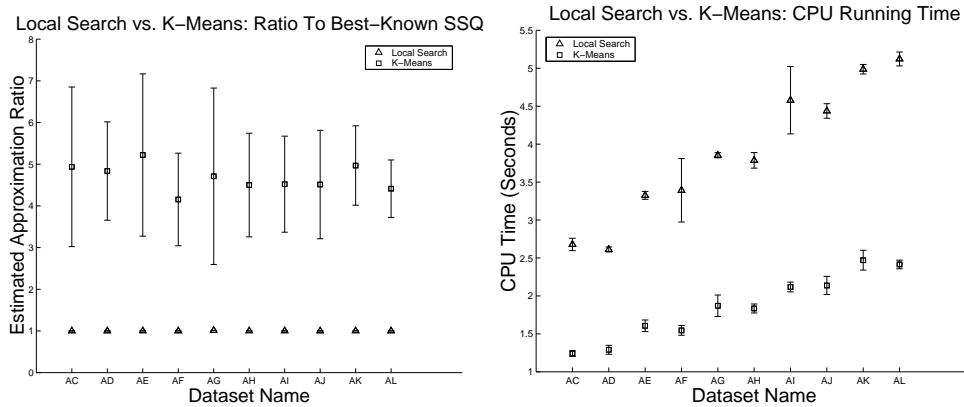 Local Search vs. K−Means: Ratio To Best−Known SSQ
8
7
6
5
4
3
2
1
0
Estimated Approximation Ratio
Local Search
K−Means
AC AD AE AF AG AH AI AJ AK AL
Dataset Name
Local Search vs. K−Means: CPU Running Time
5.5
5
4.5
4
3.5
3
2.5
2
1.5
1
CPU Time (Seconds)
Local Search
K−Means
AC AD AE AF AG AH AI AJ AK AL
Dataset Name